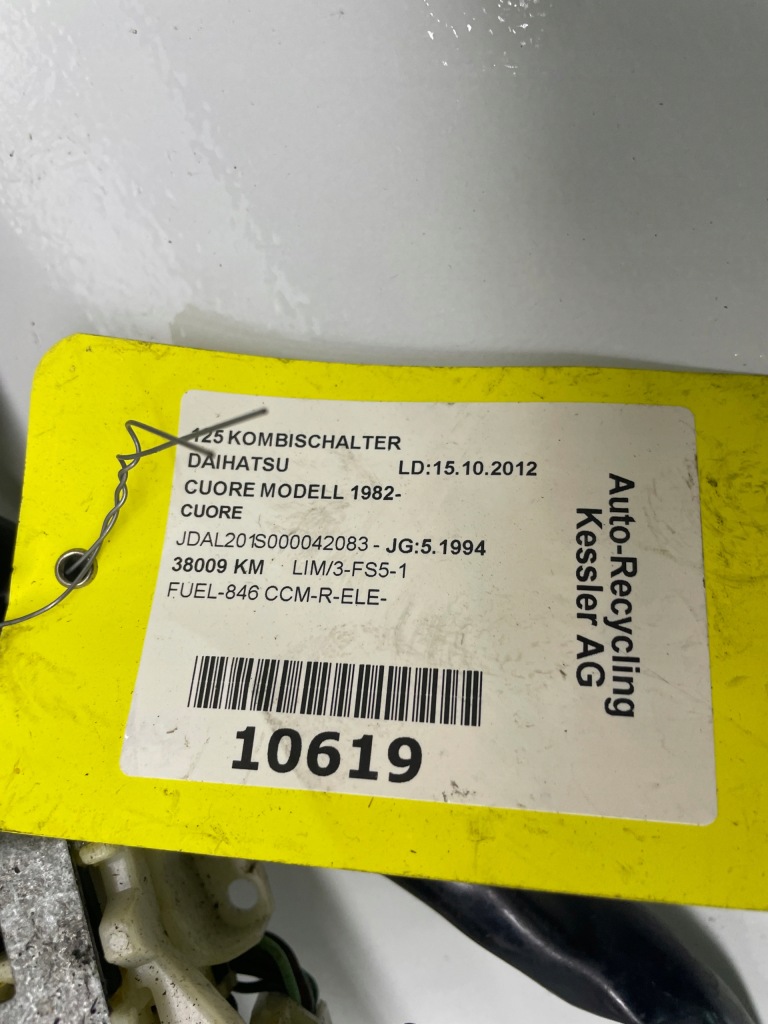 125 KOMBISCHALTER
DAIHATSU LD:15.10.2012
CUORE MODELL 1982-
CUORE
JDAL201S000042083 - JG:5.1994
38009 KM LIM/3-FS5-1
FUEL-846 CCM-R-ELE-
10619
Auto-Recycling
Kessler AG